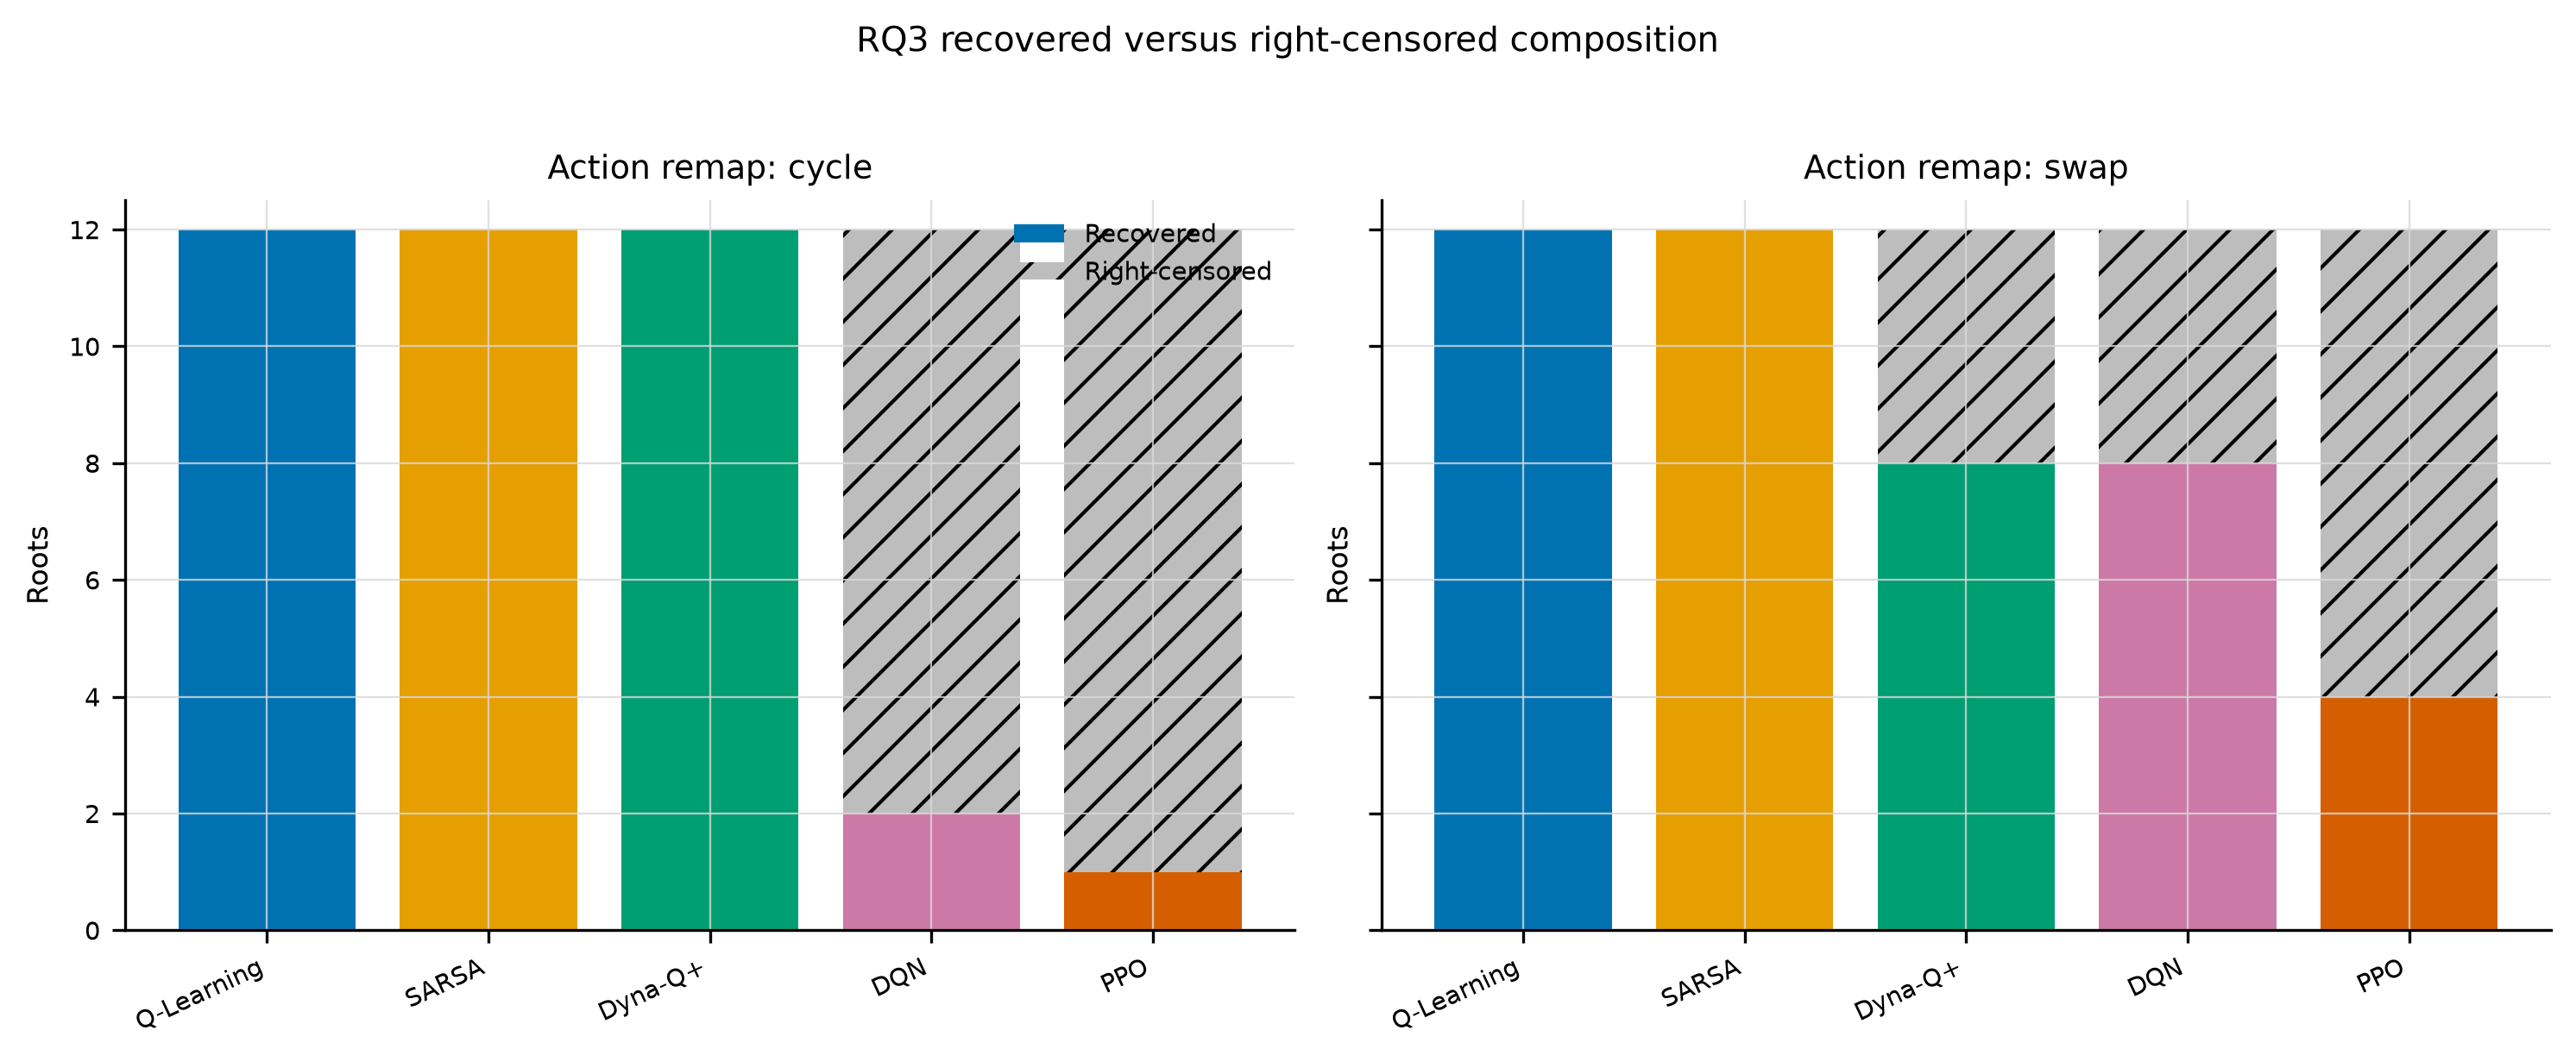 RQ3 recovered versus right-censored composition
Action remap: cycle
Roots
12
10
8
6
4
2
0
Recovered
Right-censored
Q-Learning
SARSA
Dyna-Q+
DQN
PPO
Action remap: swap
Roots
Q-Learning
SARSA
Dyna-Q+
DQN
PPO